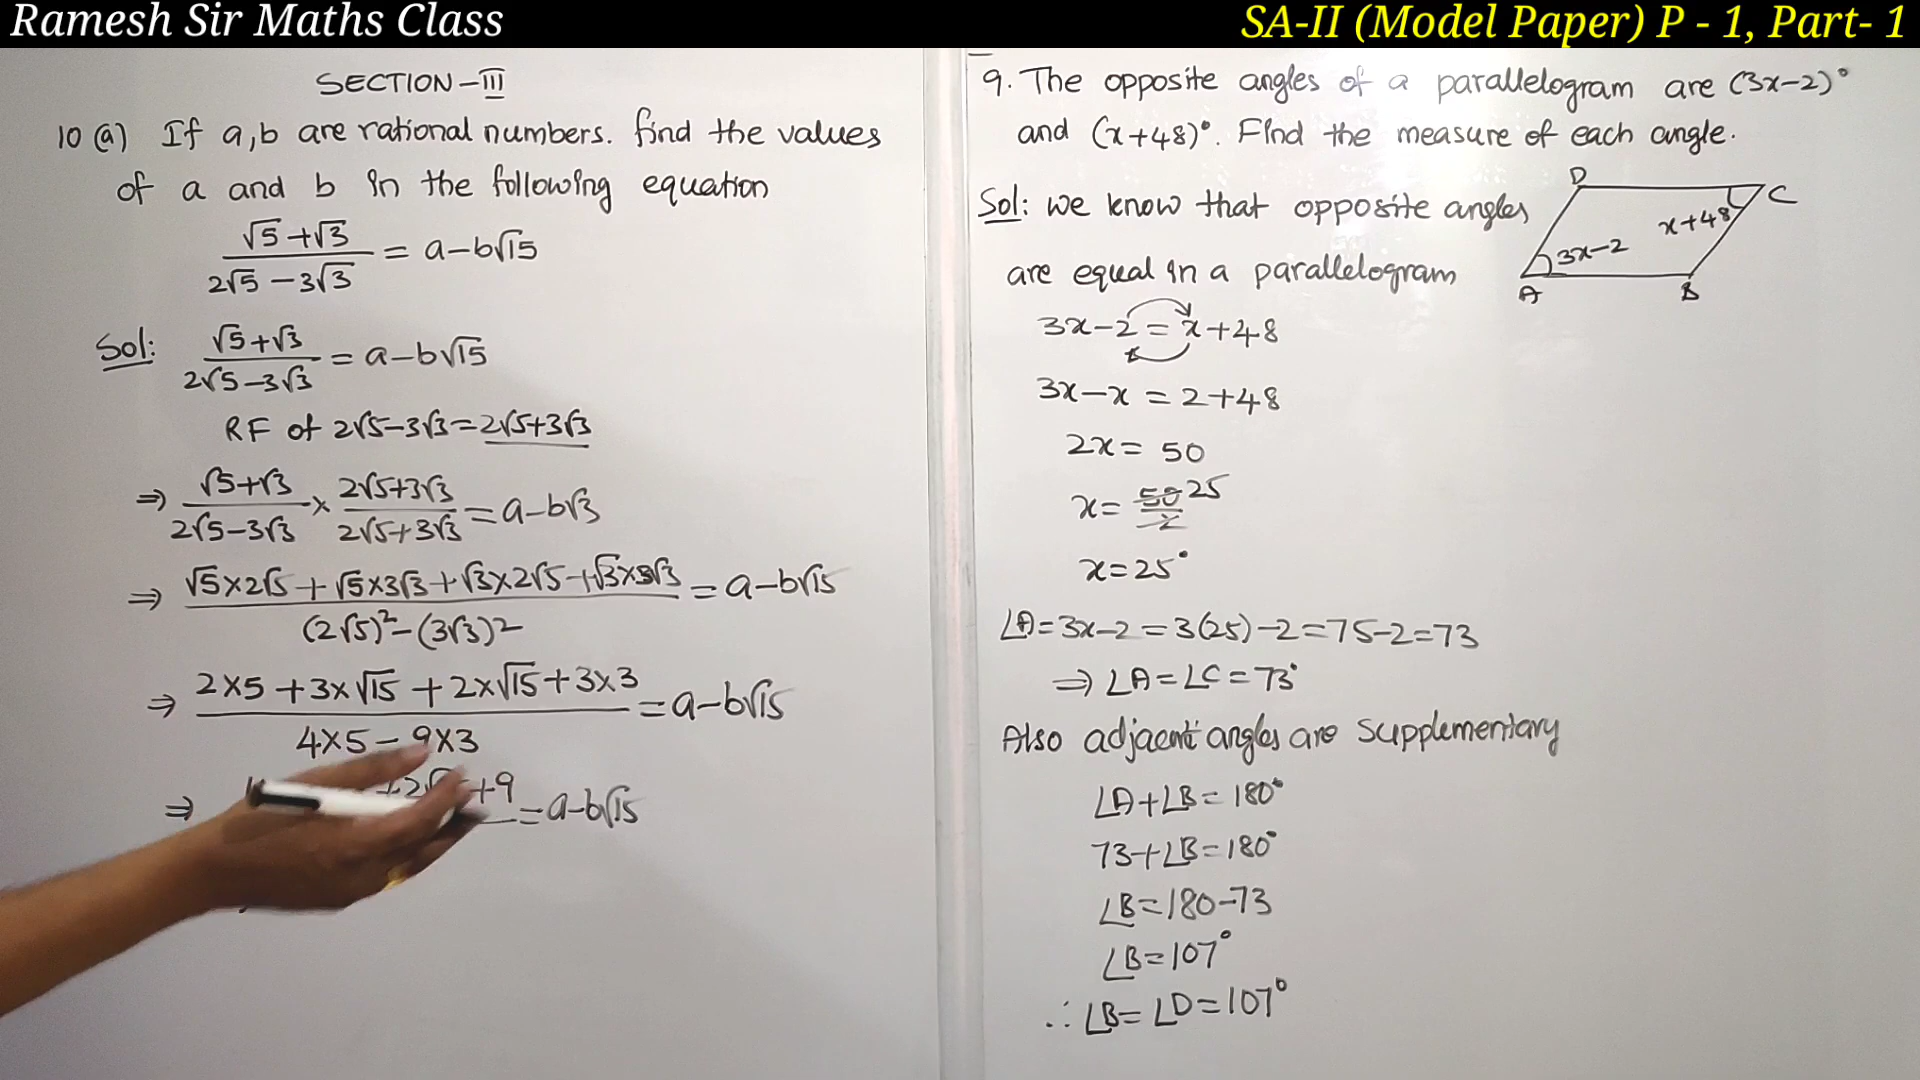 Ramesh Sir Maths Class
SA-II (Model Paper) P - 1, Part- 1
SECTION-III
10 (a) If a,b are rational numbers. find the values
of a and b in the following equation
√5+√3 / 2√5-3√3 = a-b√15
Sol: √5+√3 / 2√5-3√3 = a-b√15
RF of 2√5-3√3=2√5+3√3
⇒ √5+√3 / 2√5-3√3 × 2√5+3√3 / 2√5+3√3 = a-b√3
⇒ √5×2√5+√5×3√3+√3×2√5+√3×3√3 / (2√5)²-(3√3)² = a-b√15
⇒ 2×5+3×√15+2×√15+3×3 / 4×5-9×3 = a-b√15
⇒ +9 = a-b√15
9. The opposite angles of a parallelogram are (3x-2)°
and (x+48)°. Find the measure of each angle.
Sol: we know that opposite angles
are equal in a parallelogram
D
C
x+48
3x-2
A
B
3x-2=x+48
3x-x=2+48
2x=50
x=50/2 25
x=25°
∠A=3x-2=3(25)-2=75-2=73
⇒∠A=∠C=73°
Also adjacent angles are supplementary
∠A+∠B=180°
73+∠B=180°
∠B=180-73
∠B=107°
∴∠B=∠D=107°